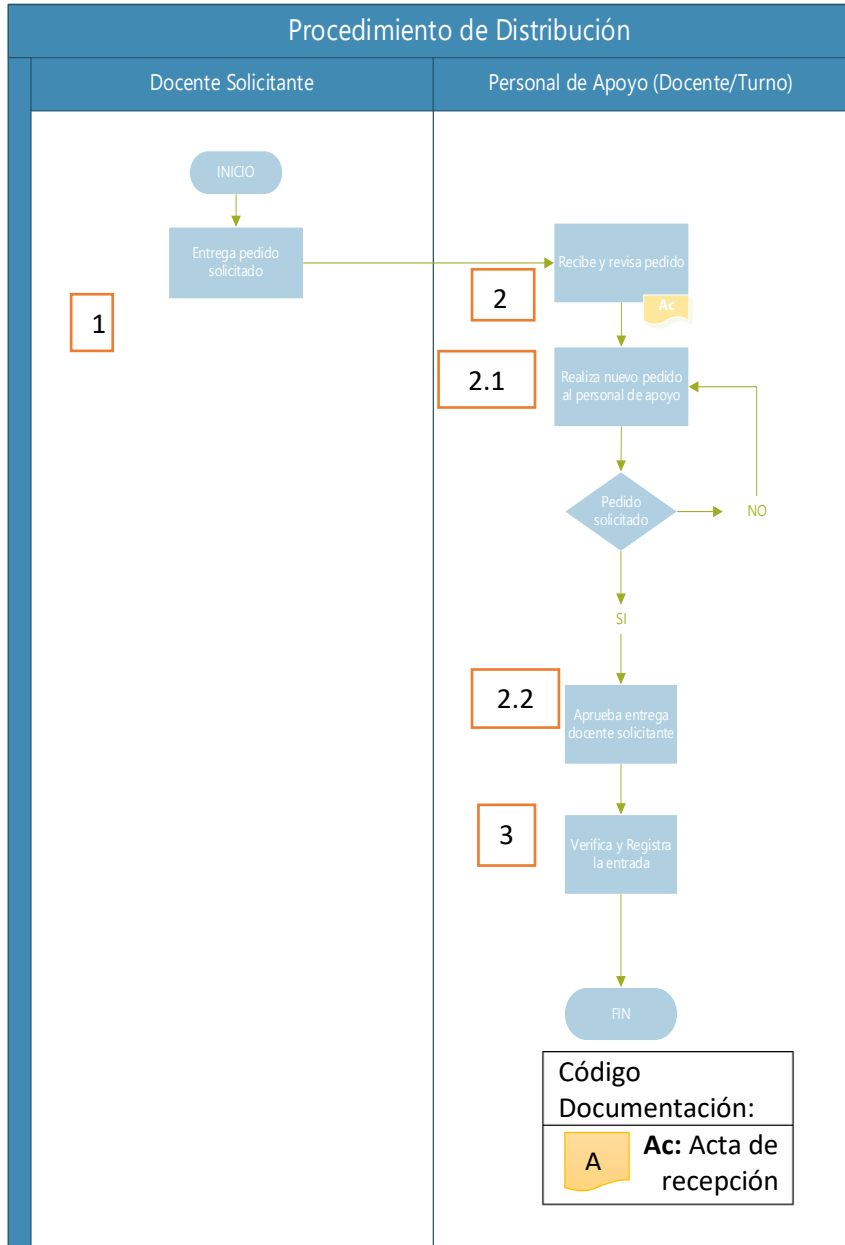 Procedimiento de Distribución
Docente Solicitante
Personal de Apoyo (Docente/Turno)
INICIO
Entrega pedido
solicitado
1
Recibe y revisa pedido
2
Ac
2.1
Realiza nuevo pedido
al personal de apoyo
Pedido
solicitado
NO
SI
2.2
Aprueba entrega
docente solicitante
3
Verifica y Registra
la entrada
FIN
Código
Documentación:
A
Ac: Acta de
recepción